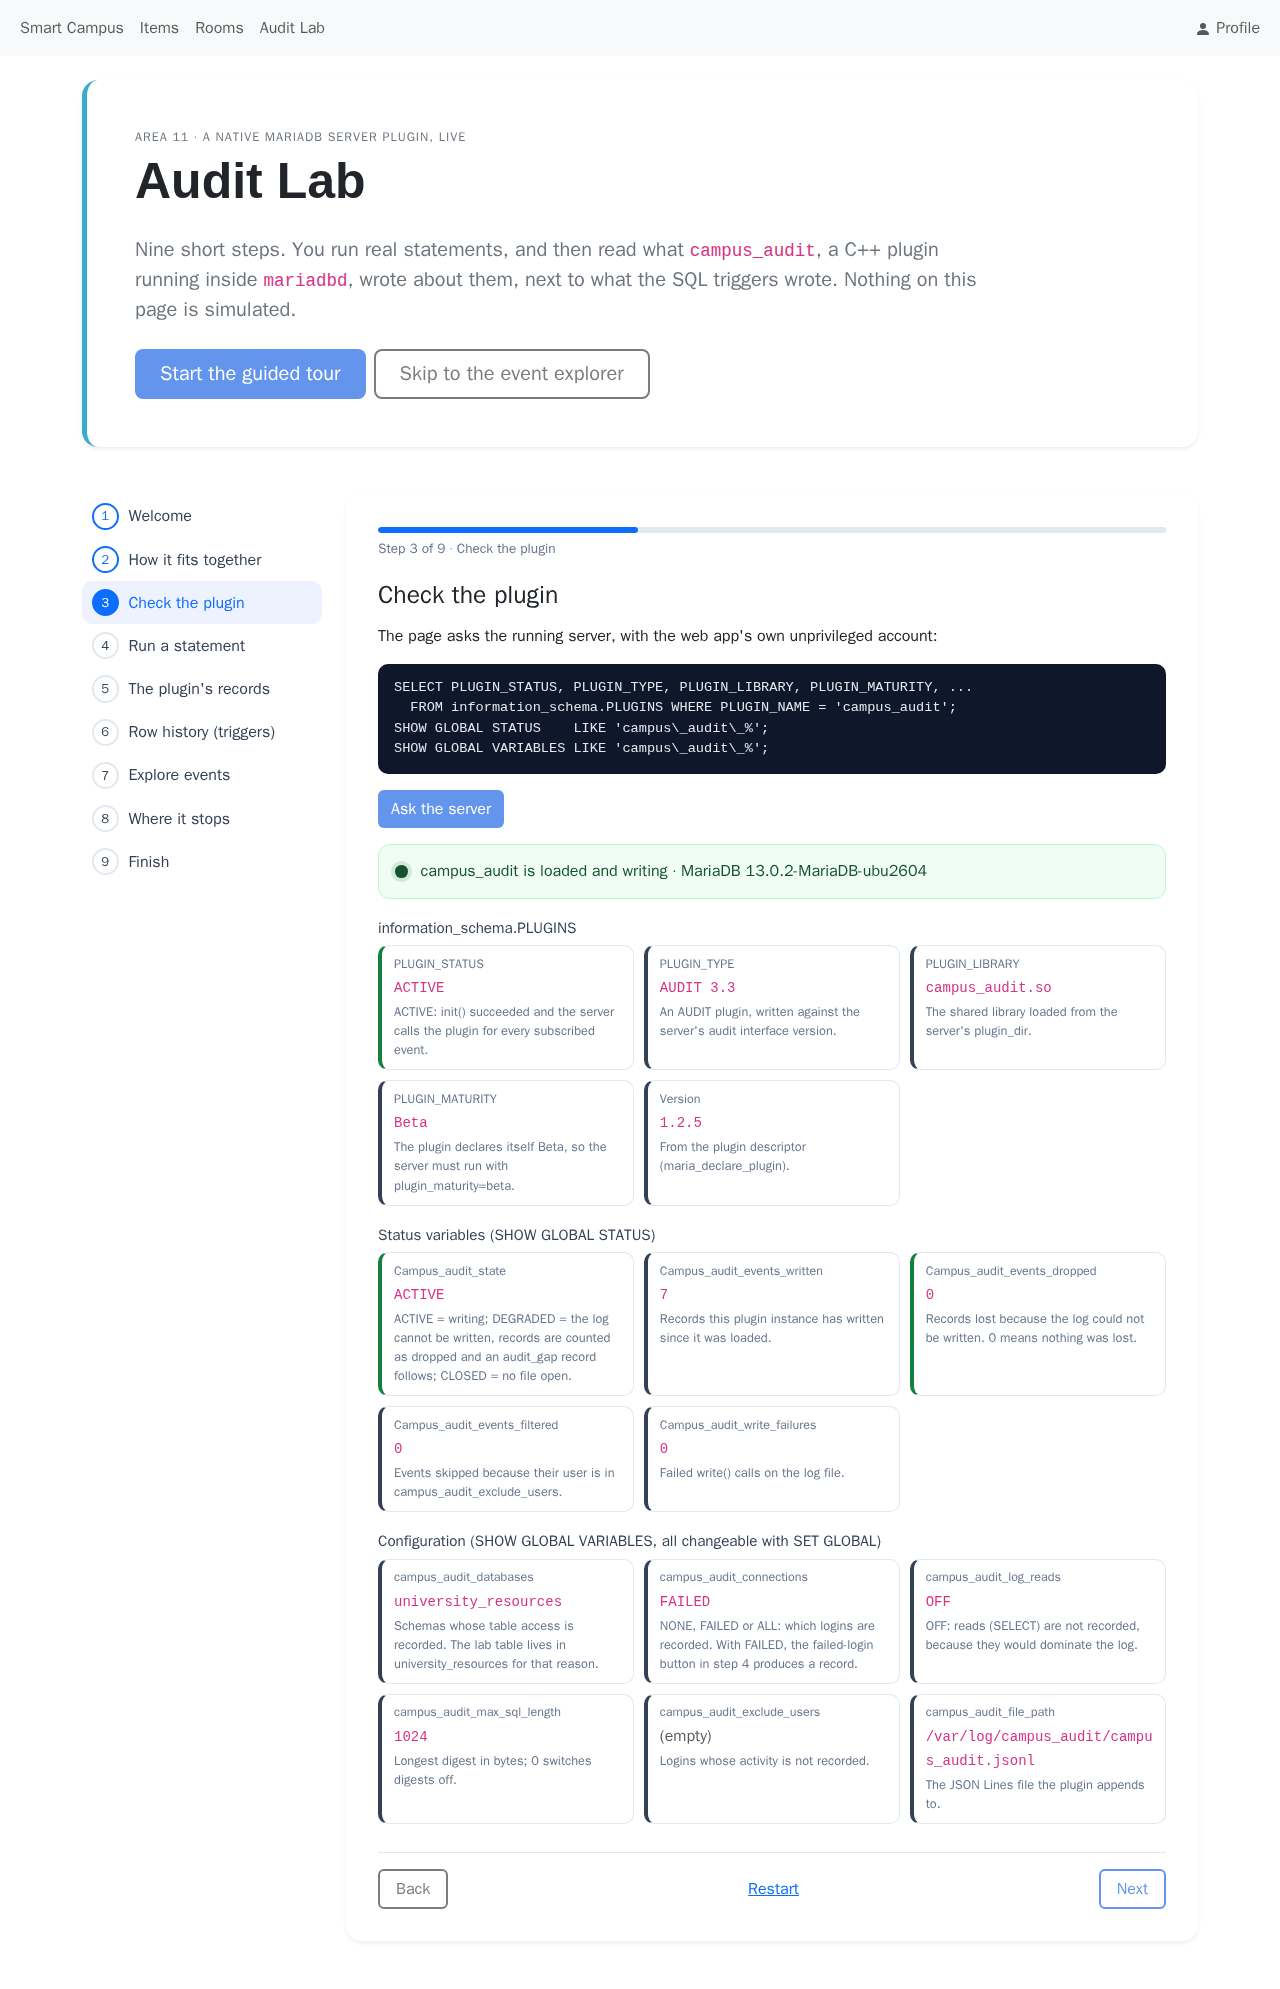 Smart Campus Items Rooms Audit Lab Profile
AREA 11 · A NATIVE MARIADB SERVER PLUGIN, LIVE
Audit Lab
Nine short steps. You run real statements, and then read what campus_audit, a C++ plugin
running inside mariadbd, wrote about them, next to what the SQL triggers wrote. Nothing on this
page is simulated.
Start the guided tour Skip to the event explorer
1 Welcome
2 How it fits together
3 Check the plugin
4 Run a statement
5 The plugin's records
6 Row history (triggers)
7 Explore events
8 Where it stops
9 Finish
Step 3 of 9 · Check the plugin
Check the plugin
The page asks the running server, with the web app's own unprivileged account:
SELECT PLUGIN_STATUS, PLUGIN_TYPE, PLUGIN_LIBRARY, PLUGIN_MATURITY, ...
  FROM information_schema.PLUGINS WHERE PLUGIN_NAME = 'campus_audit';
SHOW GLOBAL STATUS    LIKE 'campus\_audit\_%';
SHOW GLOBAL VARIABLES LIKE 'campus\_audit\_%';
Ask the server
campus_audit is loaded and writing · MariaDB 13.0.2-MariaDB-ubu2604
information_schema.PLUGINS
PLUGIN_STATUS
ACTIVE
ACTIVE: init() succeeded and the server
calls the plugin for every subscribed
event.
PLUGIN_TYPE
AUDIT 3.3
An AUDIT plugin, written against the
server's audit interface version.
PLUGIN_LIBRARY
campus_audit.so
The shared library loaded from the
server's plugin_dir.
PLUGIN_MATURITY
Beta
The plugin declares itself Beta, so the
server must run with
plugin_maturity=beta.
Version
1.2.5
From the plugin descriptor
(maria_declare_plugin).
Status variables (SHOW GLOBAL STATUS)
Campus_audit_state
ACTIVE
ACTIVE = writing; DEGRADED = the log
cannot be written, records are counted
as dropped and an audit_gap record
follows; CLOSED = no file open.
Campus_audit_events_written
7
Records this plugin instance has written
since it was loaded.
Campus_audit_events_dropped
0
Records lost because the log could not
be written. 0 means nothing was lost.
Campus_audit_events_filtered
0
Events skipped because their user is in
campus_audit_exclude_users.
Campus_audit_write_failures
0
Failed write() calls on the log file.
Configuration (SHOW GLOBAL VARIABLES, all changeable with SET GLOBAL)
campus_audit_databases
university_resources
Schemas whose table access is
recorded. The lab table lives in
university_resources for that reason.
campus_audit_connections
FAILED
NONE, FAILED or ALL: which logins are
recorded. With FAILED, the failed-login
button in step 4 produces a record.
campus_audit_log_reads
OFF
OFF: reads (SELECT) are not recorded,
because they would dominate the log.
campus_audit_max_sql_length
1024
Longest digest in bytes; 0 switches
digests off.
campus_audit_exclude_users
(empty)
Logins whose activity is not recorded.
campus_audit_file_path
/var/log/campus_audit/campu
s_audit.jsonl
The JSON Lines file the plugin appends
to.
Back Restart Next